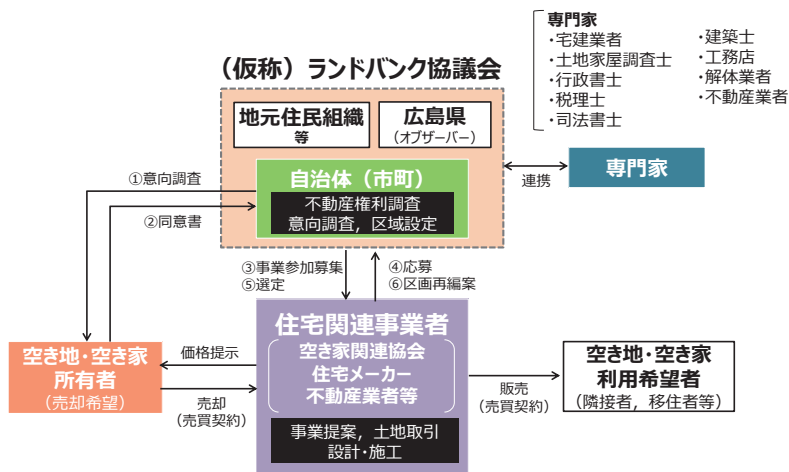 専門家
・宅建業者
・土地家屋調査士
・行政書士
・税理士
・司法書士
・建築士
・工務店
・解体業者
・不動産業者
（仮称）ランドバンク協議会
地元住民組織
等
広島県
（オブザーバー）
自治体（市町）
不動産権利調査
意向調査，区域設定
連携
専門家
①意向調査
②同意書
③事業参加募集
⑤選定
④応募
⑥区画再編案
住宅関連事業者
空き家関連協会
住宅メーカー
不動産業者等
事業提案，土地取引
設計・施工
空き地・空き家
所有者
（売却希望）
価格提示
売却
（売買契約）
販売
（売買契約）
空き地・空き家
利用希望者
（隣接者，移住者等）